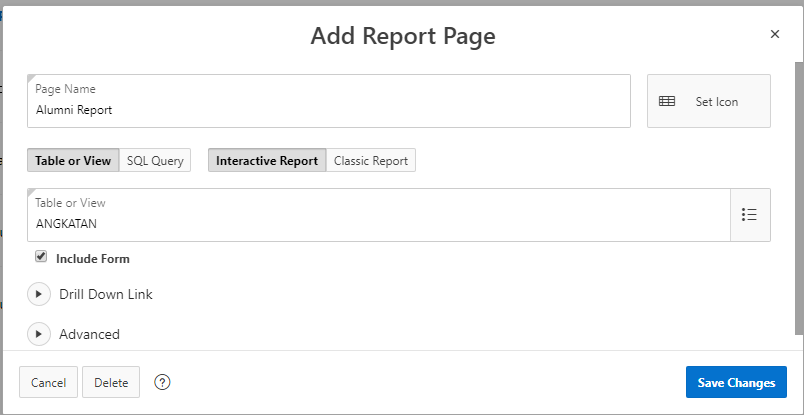 Add Report Page
Page Name
Alumni Report
Set Icon
Table or View SQL Query Interactive Report Classic Report
Table or View
ANGKATAN
Include Form
Drill Down Link
Advanced
Cancel Delete Save Changes